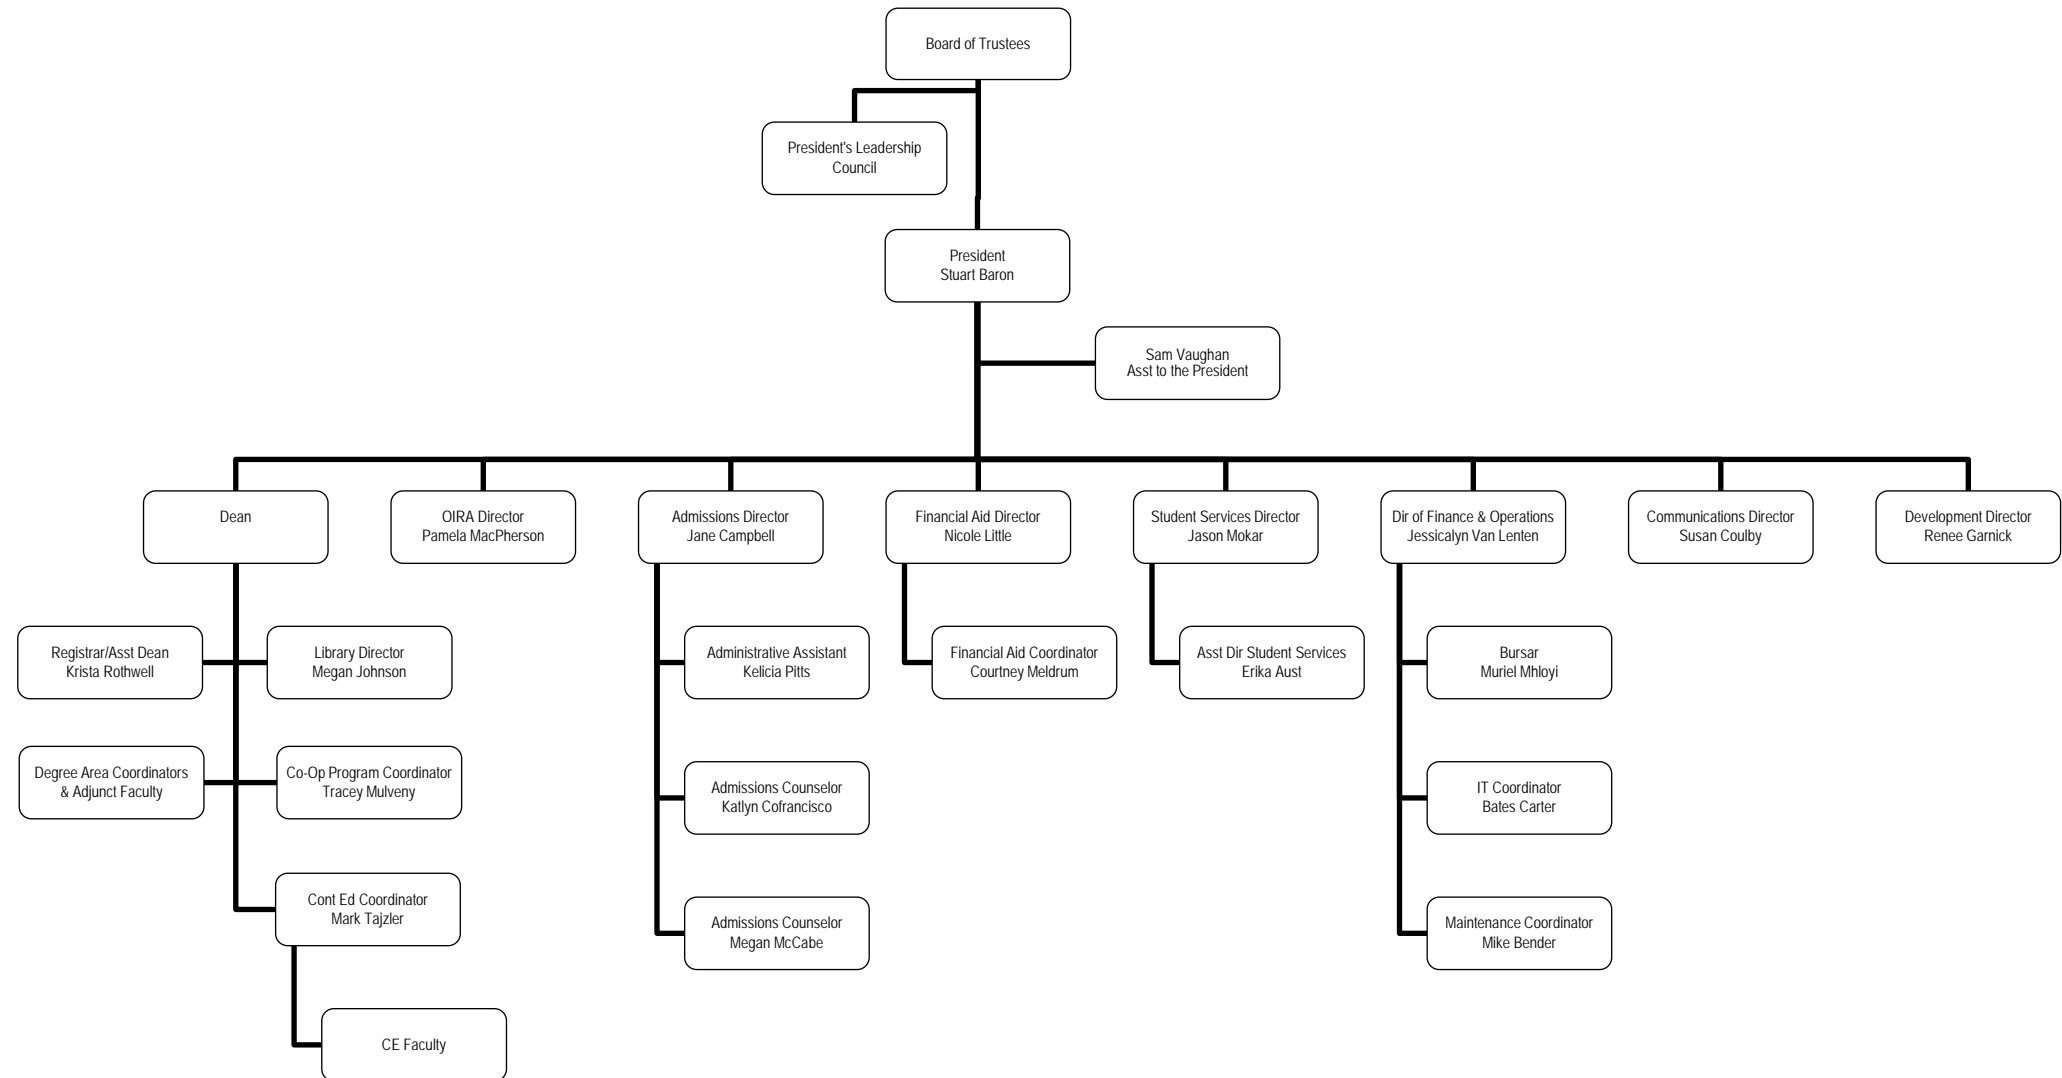 Board of Trustees
President's Leadership
Council
President
Stuart Baron
Sam Vaughan
Asst to the President
Dean
OIRA Director
Pamela MacPherson
Admissions Director
Jane Campbell
Financial Aid Director
Nicole Little
Student Services Director
Jason Mokar
Dir of Finance & Operations
Jessicalyn Van Lenten
Communications Director
Susan Coulby
Development Director
Renee Garnick
Registrar/Asst Dean
Krista Rothwell
Library Director
Megan Johnson
Administrative Assistant
Kelicia Pitts
Financial Aid Coordinator
Courtney Meldrum
Asst Dir Student Services
Erika Aust
Bursar
Muriel Mhloyi
Degree Area Coordinators
& Adjunct Faculty
Co-Op Program Coordinator
Tracey Mulveny
Admissions Counselor
Katlyn Cofrancisco
IT Coordinator
Bates Carter
Cont Ed Coordinator
Mark Tajzler
Admissions Counselor
Megan McCabe
Maintenance Coordinator
Mike Bender
CE Faculty